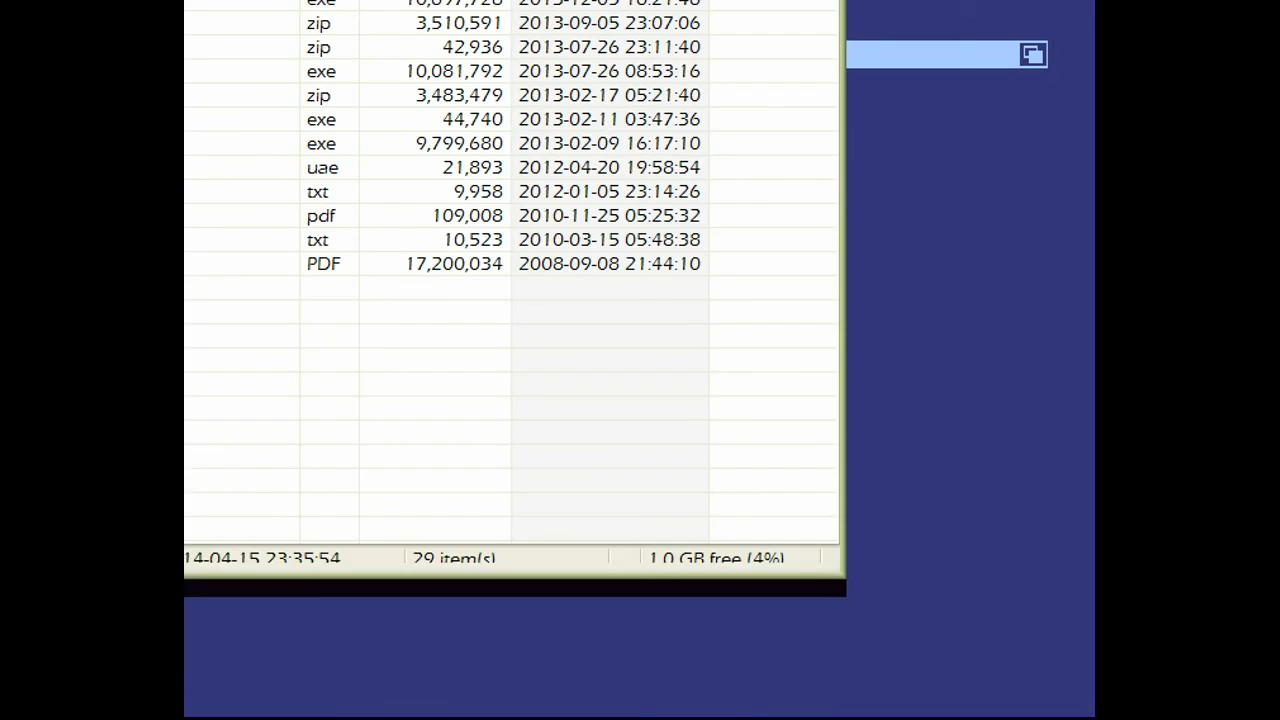 zip 3,510,591 2013-09-05 23:07:06
zip 42,936 2013-07-26 23:11:40
exe 10,081,792 2013-07-26 08:53:16
zip 3,483,479 2013-02-17 05:21:40
exe 44,740 2013-02-11 03:47:36
exe 9,799,680 2013-02-09 16:17:10
uae 21,893 2012-04-20 19:58:54
txt 9,958 2012-01-05 23:14:26
pdf 109,008 2010-11-25 05:25:32
txt 10,523 2010-03-15 05:48:38
PDF 17,200,034 2008-09-08 21:44:10
14-04-15 23:35:54 29 item(s) 1.0 GB free (4%)